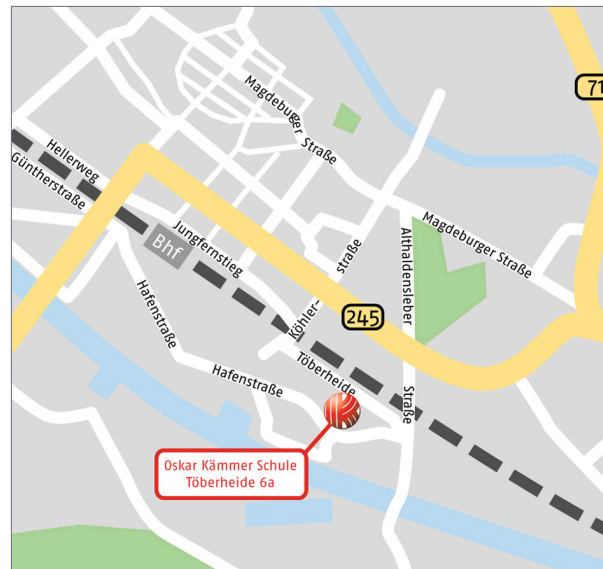 71
Magdeburger Straße
Hellerweg
Güntherstraße
Jungfernstieg
Bhf
Magdeburger Straße
Althaldensleber Straße
Köhler-
straße
245
Hafenstraße
Töberheide
Hafenstraße
Oskar Kämmer Schule
Töberheide 6a